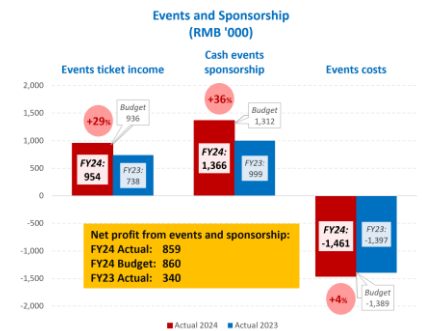 Events and Sponsorship
(RMB '000)
Events ticket income
Cash events
sponsorship
Events costs
2,000
1,500
1,000
500
0
-500
-1,000
-1,500
-2,000
+29%
Budget
936
FY24:
954
FY23:
738
+36%
Budget
1,312
FY24:
1,366
FY23:
999
FY24:
-1,461
FY23:
-1,397
+4%
Budget
-1,389
Net profit from events and sponsorship:
FY24 Actual: 859
FY24 Budget: 860
FY23 Actual: 340
Actual 2024 Actual 2023